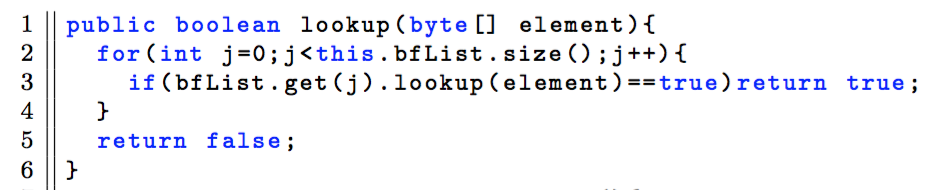 1 public boolean lookup(byte[] element){
2 for(int j=0;j<this.bfList.size();j++){
3 if(bfList.get(j).lookup(element)==true)return true;
4 }
5 return false;
6 }